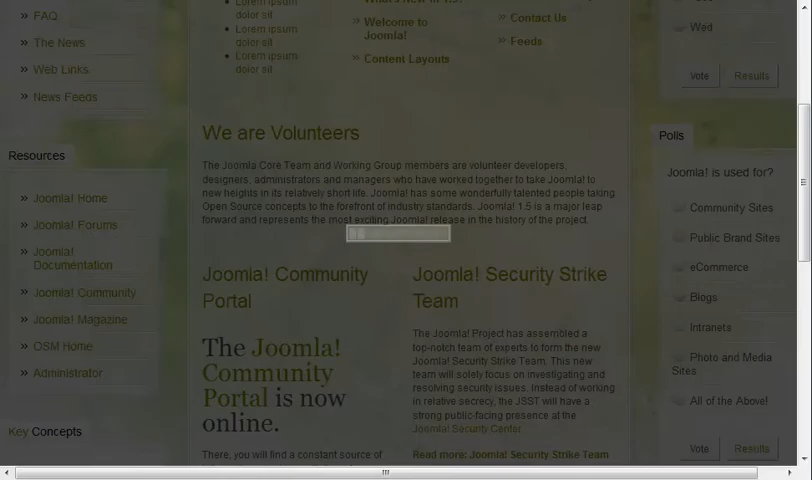 FAQ
The News
Web Links
News Feeds
Resources
Joomla! Home
Joomla! Forums
Joomla!
Documentation
Joomla! Community
Joomla! Magazine
OSM Home
Administrator
Key Concepts
Lorem ipsum
dolor sit
Lorem ipsum
dolor sit
Lorem ipsum
dolor sit
What's New in 1.5?
Welcome to
Joomla!
Content Layouts
Contact Us
Feeds
We are Volunteers
The Joomla Core Team and Working Group members are volunteer developers,
designers, administrators and managers who have worked together to take Joomla! to
new heights in its relatively short life. Joomla! has some wonderfully talented people taking
Open Source concepts to the forefront of industry standards. Joomla! 1.5 is a major leap
forward and represents the most exciting Joomla! release in the history of the project.
Joomla! Community
Portal
The Joomla!
Community
Portal is now
online.
There, you will find a constant source of
Joomla! Security Strike
Team
The Joomla! Project has assembled a
top-notch team of experts to form the new
Joomla! Security Strike Team. This new
team will solely focus on investigating and
resolving security issues. Instead of working
in relative secrecy, the JSST will have a
strong public-facing presence at the
Joomla! Security Center.
Read more: Joomla! Security Strike Team
Wed
Vote
Results
Polls
Joomla! is used for?
Community Sites
Public Brand Sites
eCommerce
Blogs
Intranets
Photo and Media
Sites
All of the Above!
Vote
Results